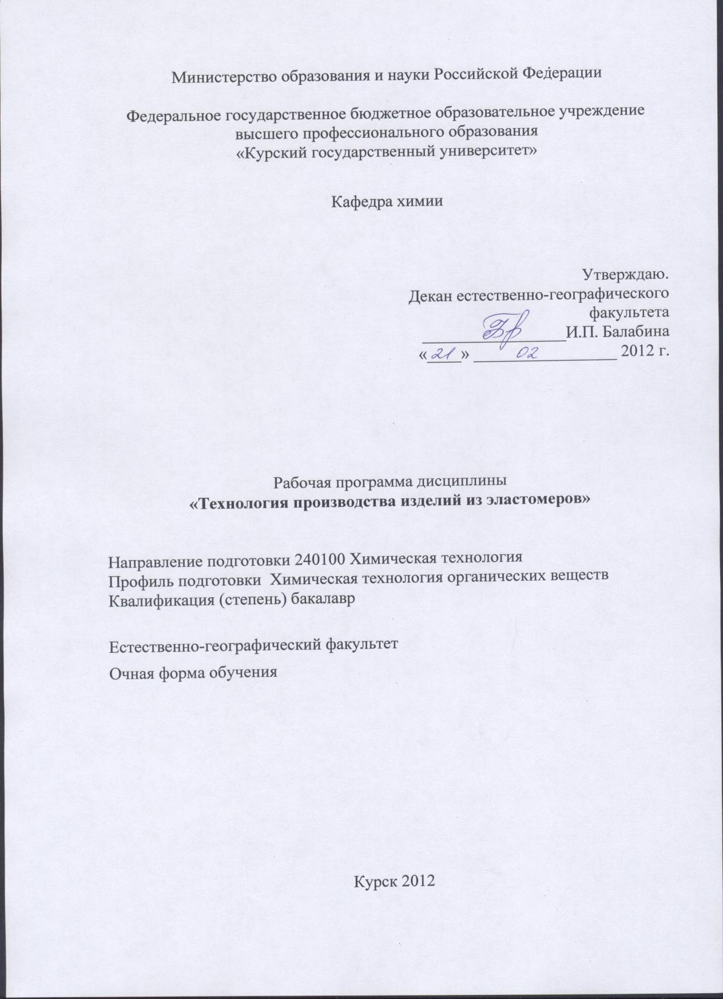 Министерство образования и науки Российской Федерации
Федеральное государственное бюджетное образовательное учреждение
высшего профессионального образования
«Курский государственный университет»
Кафедра химии
Утверждаю.
Декан естественно-географического
факультета
И.П. Балабина
«21» 02 2012 г.
Рабочая программа дисциплины
«Технология производства изделий из эластомеров»
Направление подготовки 240100 Химическая технология
Профиль подготовки  Химическая технология органических веществ
Квалификация (степень) бакалавр
Естественно-географический факультет
Очная форма обучения
Курск 2012